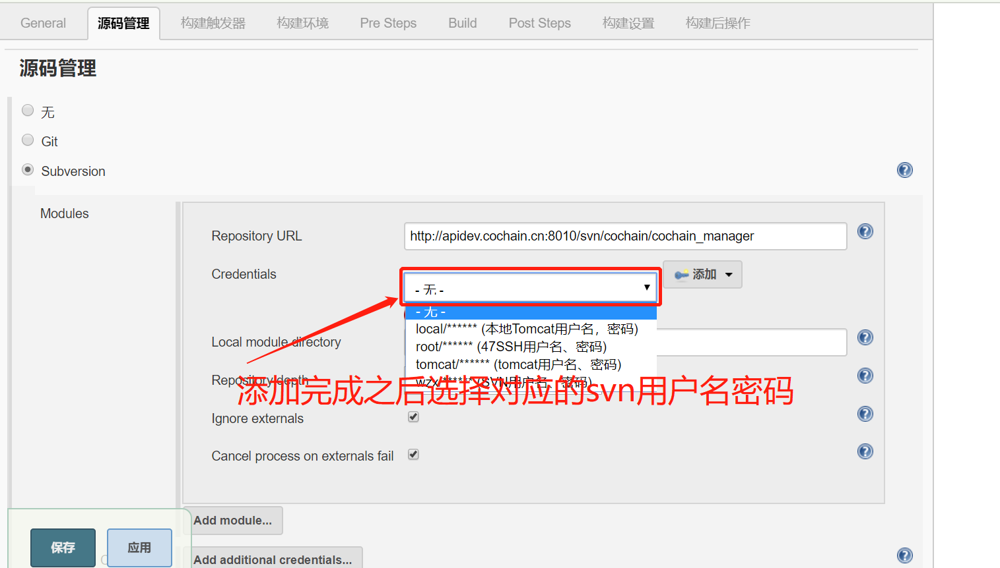 General 源码管理 构建触发器 构建环境 Pre Steps Build Post Steps 构建设置 构建后操作
源码管理
无
Git
Subversion
Modules
Repository URL http://apidev.cochain.cn:8010/svn/cochain/cochain_manager
Credentials - 无 - 添加
- 无 -
local/****** (本地Tomcat用户名，密码)
Local module directory
root/****** (47SSH用户名、密码)
tomcat/****** (tomcat用户名、密码)
Repository depth
wzx/****** (SVN用户名、密码)
添加完成之后选择对应的svn用户名密码
Ignore externals
Cancel process on externals fail
Add module...
保存 应用
Add additional credentials...